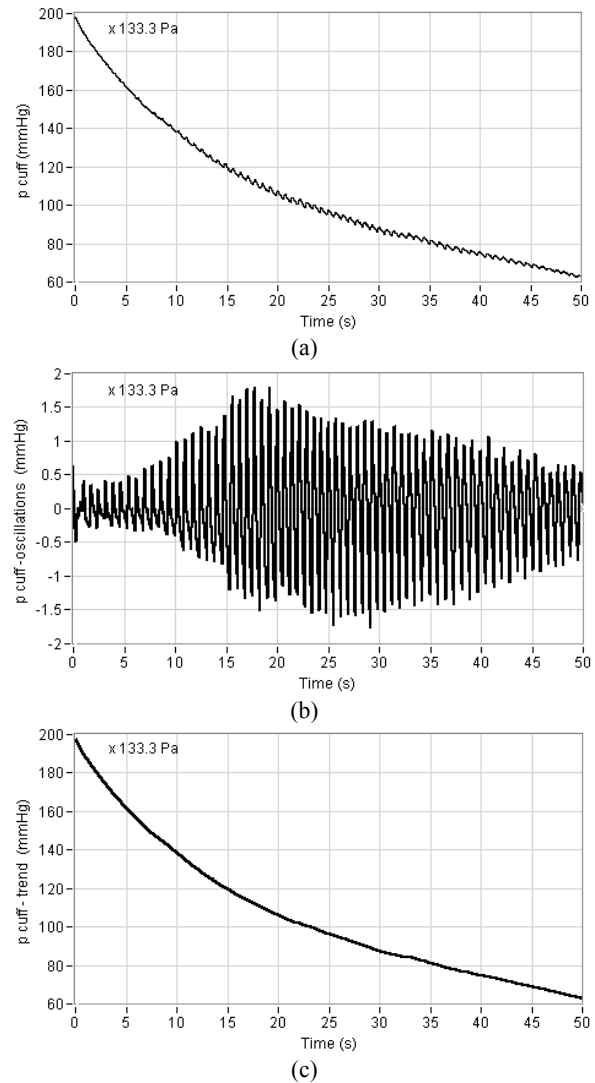 x 133.3 Pa
p cuff (mmHg)
200
180
160
140
120
100
80
60
0 5 10 15 20 25 30 35 40 45 50
Time (s)
(a)
x 133.3 Pa
p cuff -oscillations (mmHg)
2
1.5
1
0.5
0
-0.5
-1
-1.5
-2
0 5 10 15 20 25 30 35 40 45 50
Time (s)
(b)
x 133.3 Pa
p cuff - trend (mmHg)
200
180
160
140
120
100
80
60
0 5 10 15 20 25 30 35 40 45 50
Time (s)
(c)